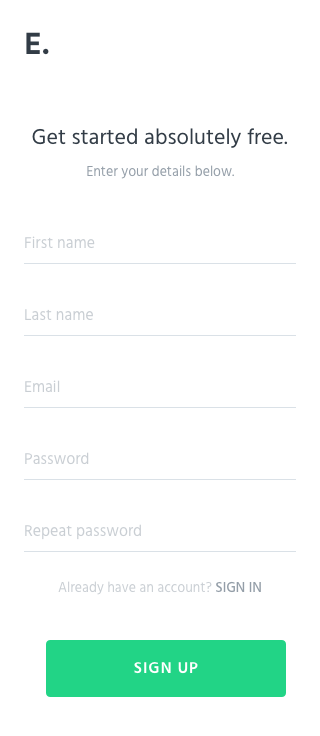 E.
Get started absolutely free.
Enter your details below.
First name
Last name
Email
Password
Repeat password
Already have an account? SIGN IN
SIGN UP